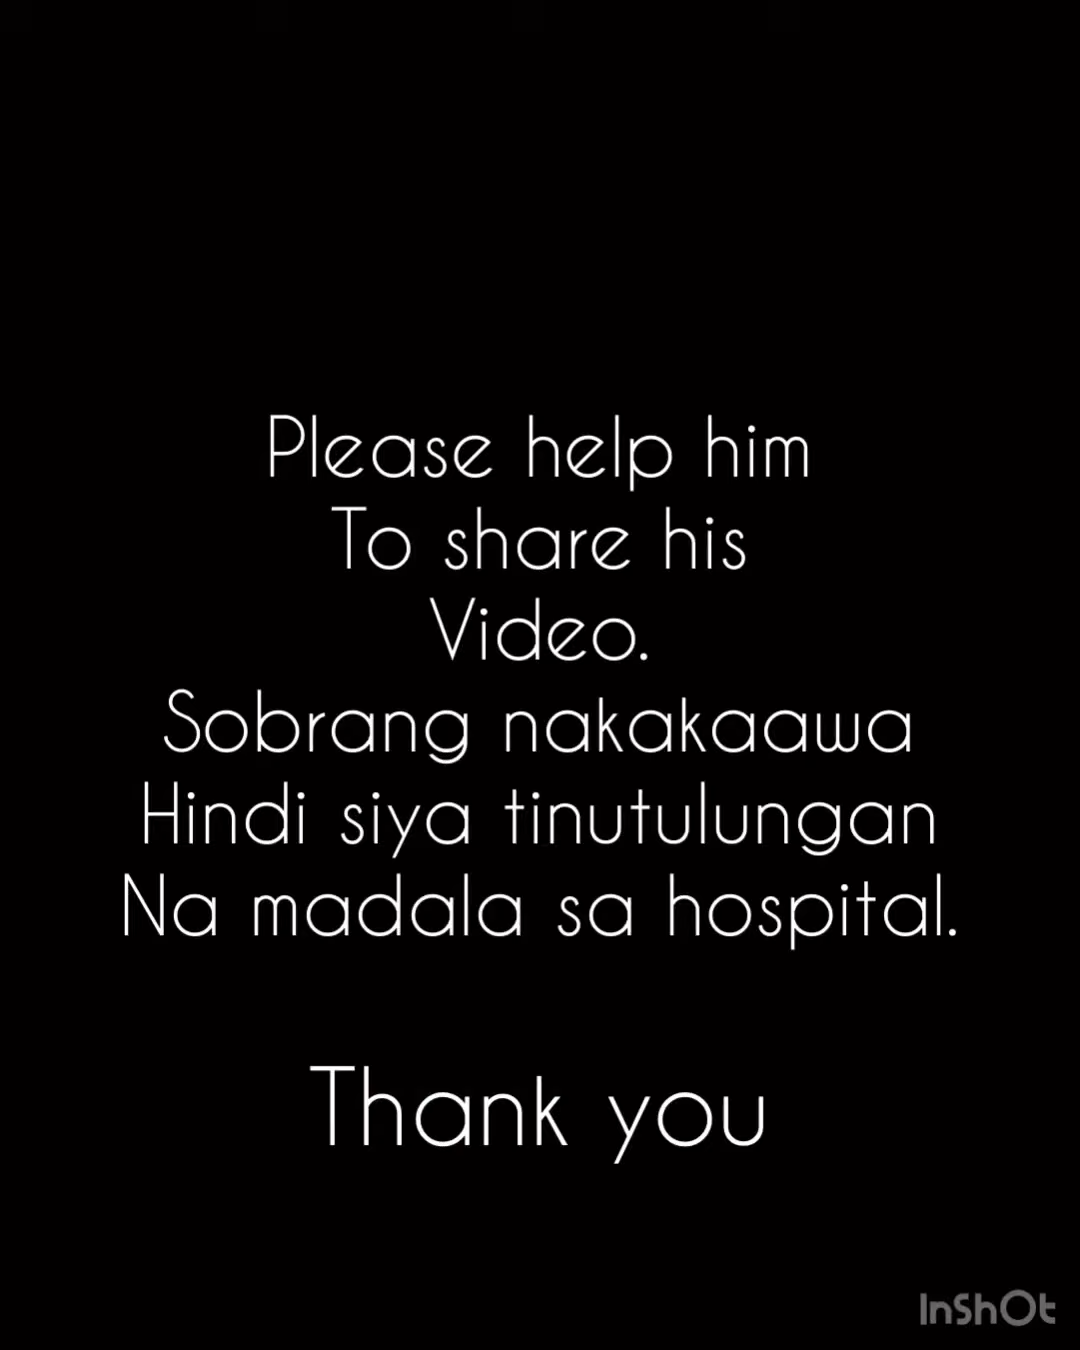 Please help him
To share his
Video.
Sobrang nakakaawa
Hindi siya tinutulungan
Na madala sa hospital.
Thank you
InShOt